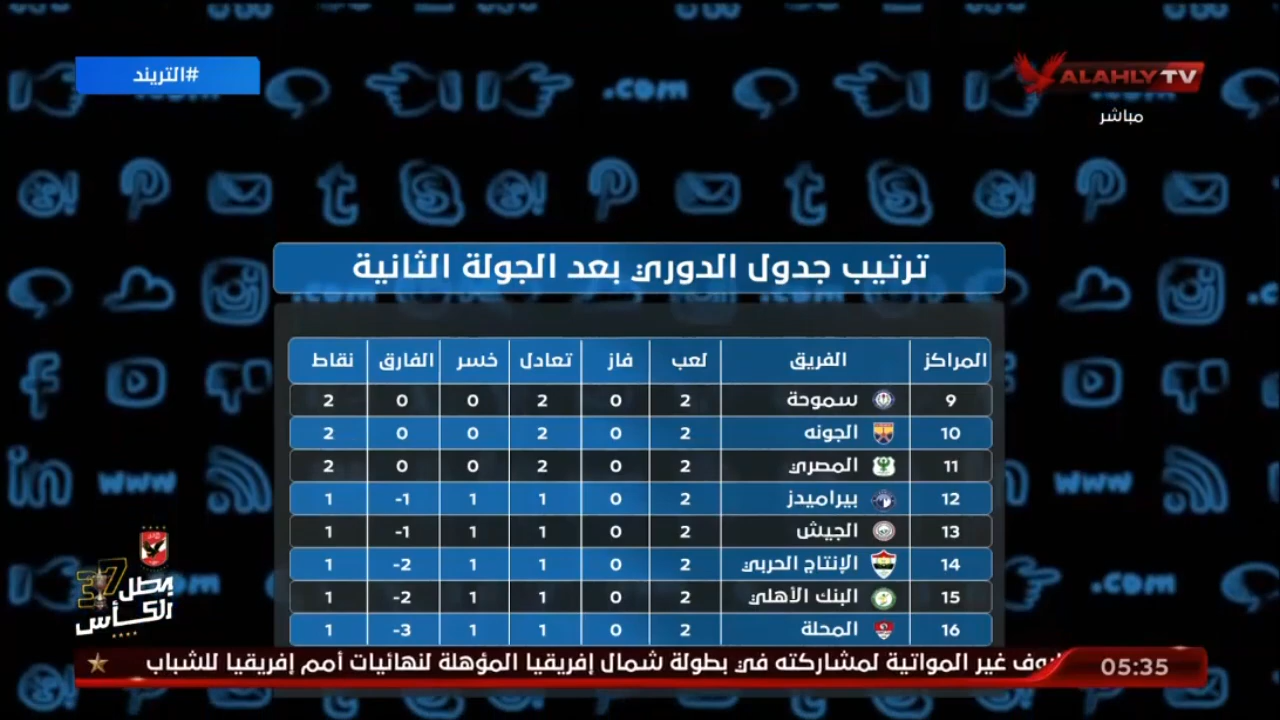 #التريند
ALAHLY TV
مباشر
ترتيب جدول الدوري بعد الجولة الثانية
المراكز الفريق لعب فاز تعادل خسر الفارق نقاط
9 سموحة 2 0 2 0 0 2
10 الجونه 2 0 2 0 0 2
11 المصري 2 0 2 0 0 2
12 بيراميدز 2 0 1 1 -1 1
13 الجيش 2 0 1 1 -1 1
14 الإنتاج الحربي 2 0 1 1 -2 1
15 البنك الأهلي 2 0 1 1 -2 1
16 المحلة 2 0 1 1 -3 1
37 بطل
الكأس
05:35
غير المواتية لمشاركته في بطولة شمال إفريقيا المؤهلة لنهائيات أمم إفريقيا للشباب
.com
www